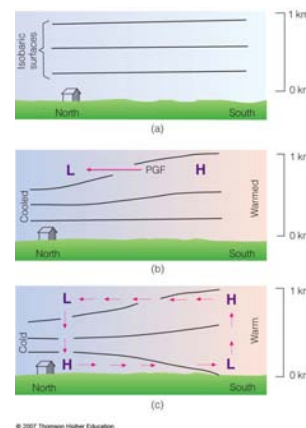 Isobaric surfaces
1 km
0 km
North
South
(a)
L
PGF
H
1 km
Cooled
Warmed
0 km
North
South
(b)
L
H
1 km
Cold
Warm
H
L
0 km
North
South
(c)
© 2007 Thomson Higher Education